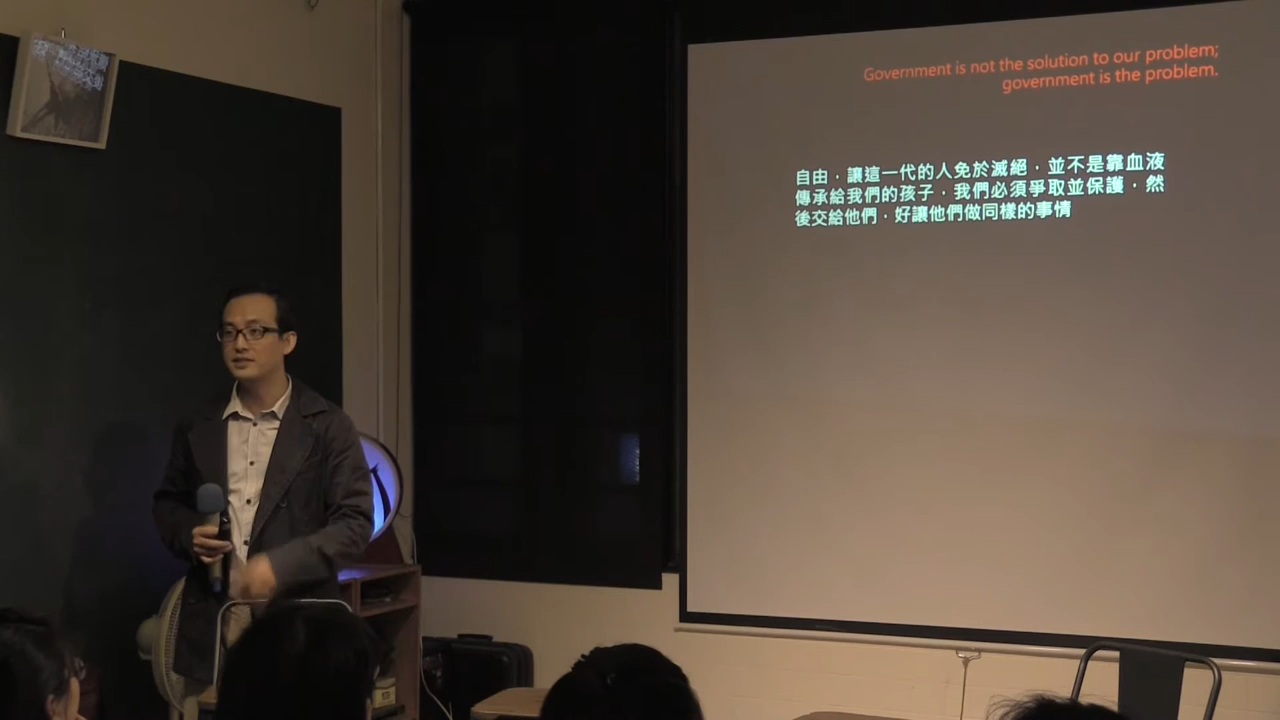 Government is not the solution to our problem;
government is the problem.
自由，讓這一代的人免於滅絕，並不是靠血液
傳承給我們的孩子，我們必須爭取並保護，然
後交給他們，好讓他們做同樣的事情